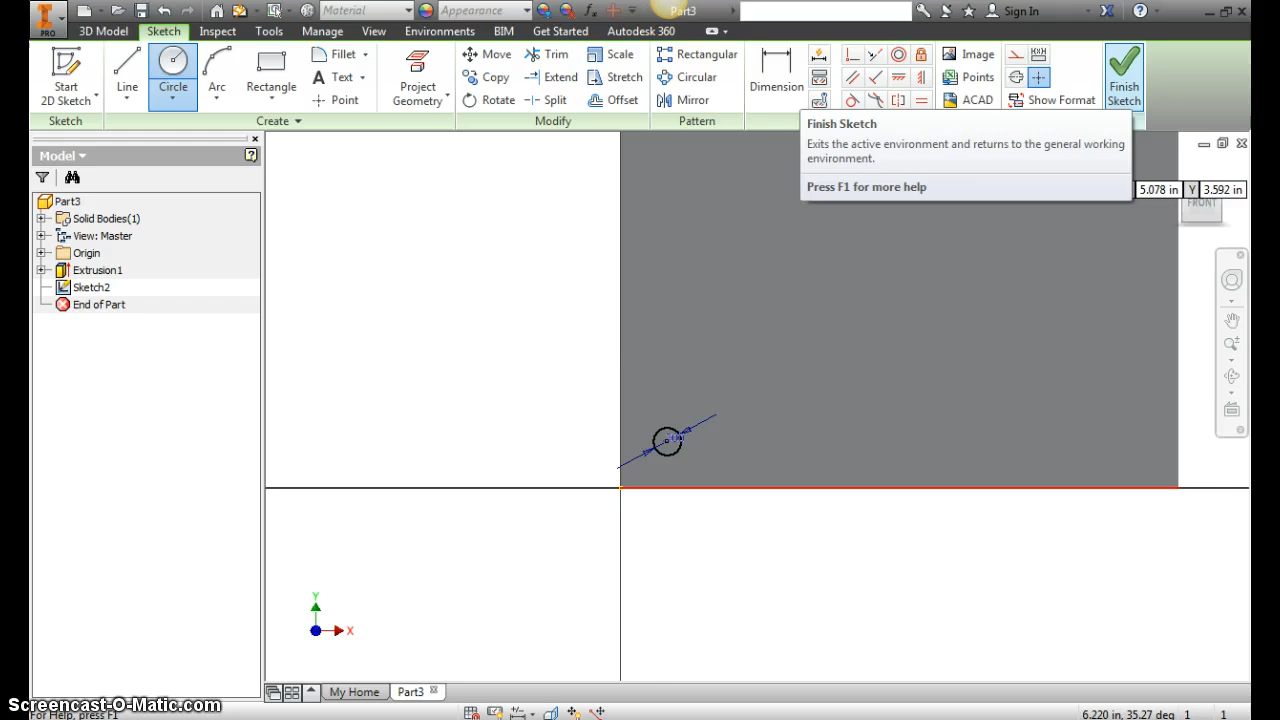 Material
Appearance
Part3
Sign In
PRO
3D Model
Sketch
Inspect
Tools
Manage
View
Environments
BIM
Get Started
Autodesk 360
Start
2D Sketch
Line
Circle
Arc
Rectangle
Fillet
Text
Point
Project
Geometry
Move
Trim
Scale
Copy
Extend
Stretch
Rotate
Split
Offset
Rectangular
Circular
Mirror
Dimension
Image
Points
ACAD
Show Format
Finish
Sketch
Sketch
Create
Modify
Pattern
Finish Sketch
Exits the active environment and returns to the general working
environment.
Press F1 for more help
5.078 in Y 3.592 in
FRONT
Model
Part3
Solid Bodies(1)
View: Master
Origin
Extrusion1
Sketch2
End of Part
Y
X
My Home
Part3
Screencast-O-Matic.com
For Help, press F1
6.220 in, 35.27 deg 1 1